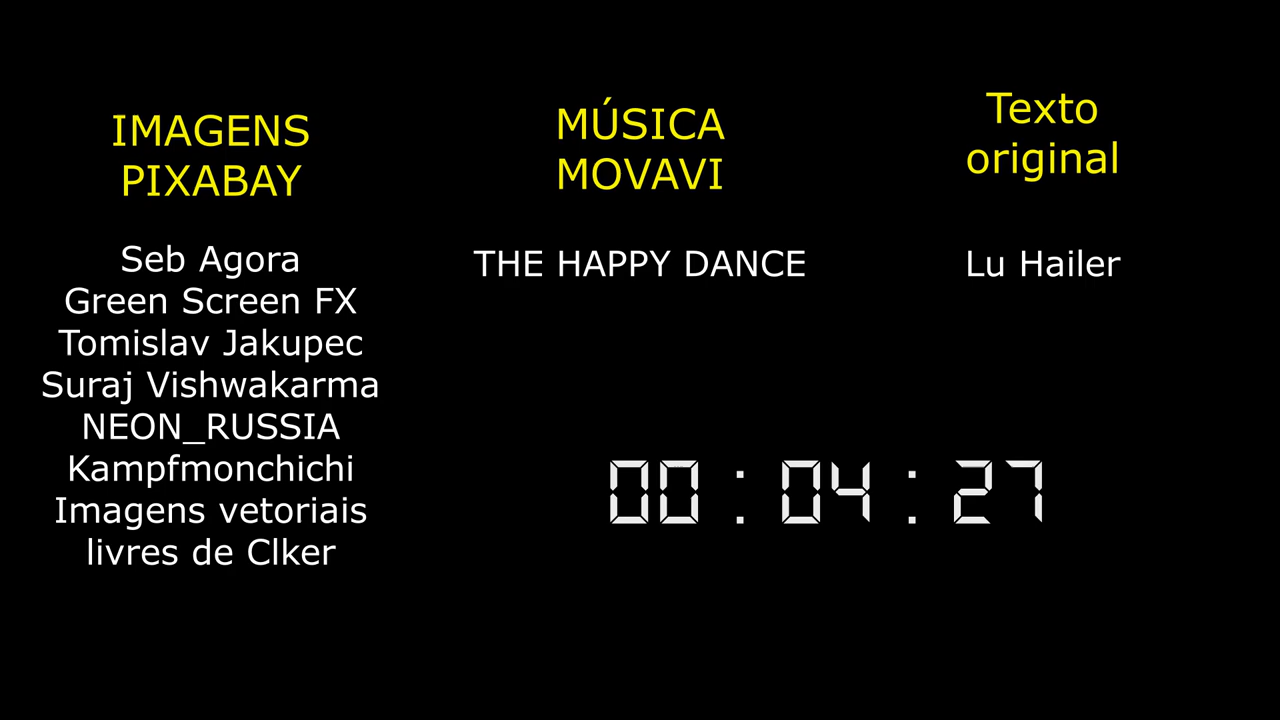 IMAGENS
PIXABAY
Seb Agora
Green Screen FX
Tomislav Jakupec
Suraj Vishwakarma
NEON_RUSSIA
Kampfmonchichi
Imagens vetoriais
livres de Clker
MÚSICA
MOVAVI
THE HAPPY DANCE
Texto
original
Lu Hailer
00:04:27